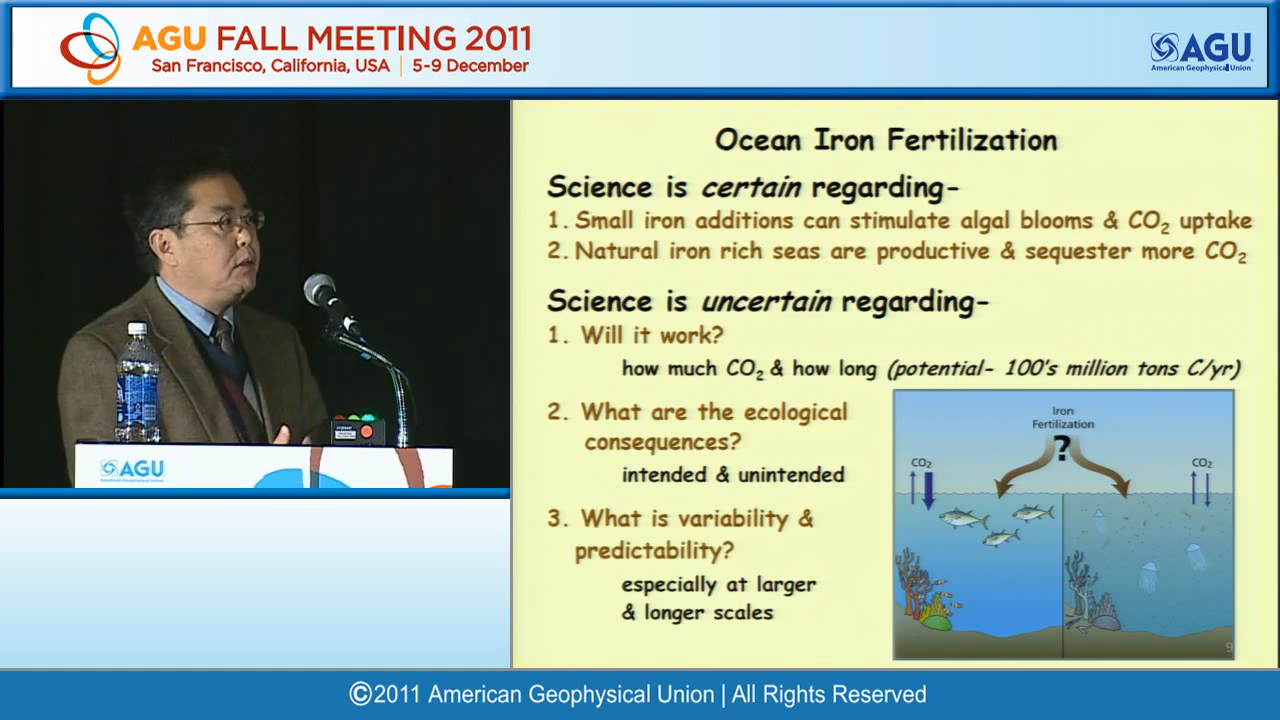 AGU FALL MEETING 2011
San Francisco, California, USA | 5-9 December
AGU
American Geophysical Union
Ocean Iron Fertilization
Science is certain regarding-
1. Small iron additions can stimulate algal blooms & CO₂ uptake
2. Natural iron rich seas are productive & sequester more CO₂
Science is uncertain regarding-
1. Will it work?
how much CO₂ & how long (potential- 100's million tons C/yr)
2. What are the ecological
consequences?
intended & unintended
3. What is variability &
predictability?
especially at larger
& longer scales
Iron
Fertilization
?
CO₂
CO₂
9
AGU
©2011 American Geophysical Union | All Rights Reserved